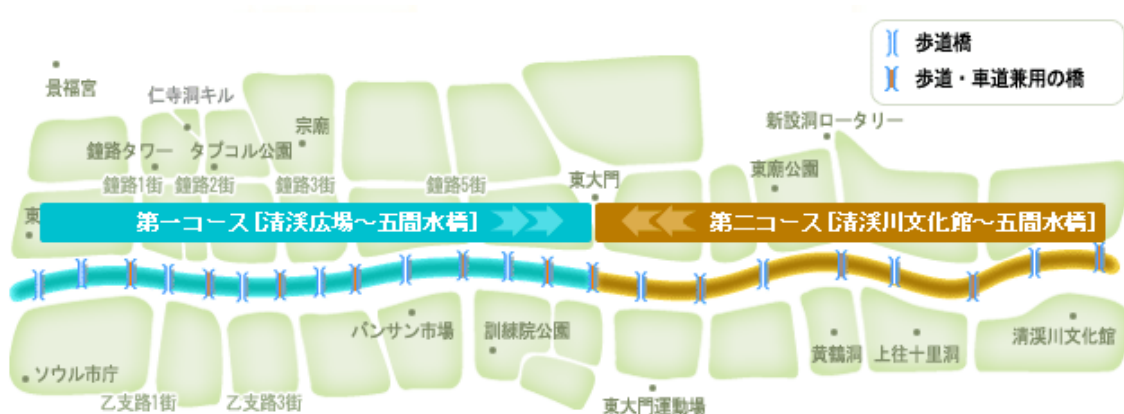 歩道橋
歩道・車道兼用の橋
景福宮
仁寺洞キル
宗廟
新設洞ロータリー
鐘路タワー
タブコル公園
東廟公園
鐘路1街
鐘路2街
鐘路3街
鐘路5街
東大門
東
第一コース [清渓広場～五間水橋]
第二コース [清渓川文化館～五間水橋]
バンサン市場
訓練院公園
黄鶴洞
上往十里洞
清渓川文化館
ソウル市庁
乙支路1街
乙支路3街
東大門運動場